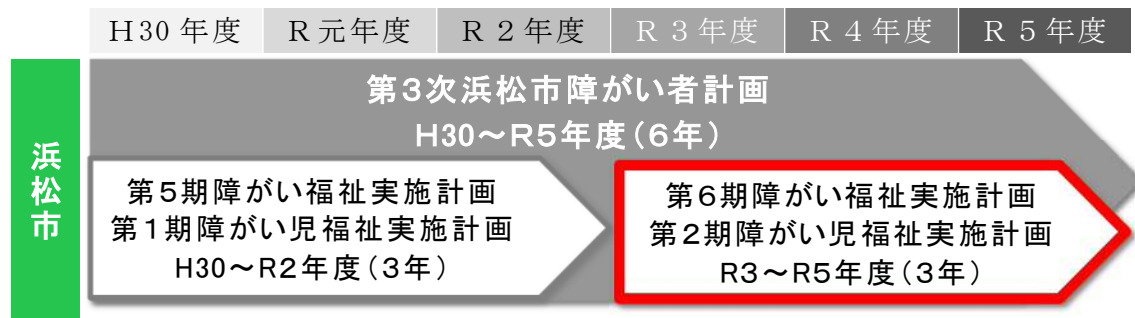 H30年度 R元年度 R２年度 R３年度 R４年度 R５年度
浜松市
第３次浜松市障がい者計画
H30～R５年度（６年）
第５期障がい福祉実施計画
第１期障がい児福祉実施計画
H30～R２年度（３年）
第６期障がい福祉実施計画
第２期障がい児福祉実施計画
R３～R５年度（３年）